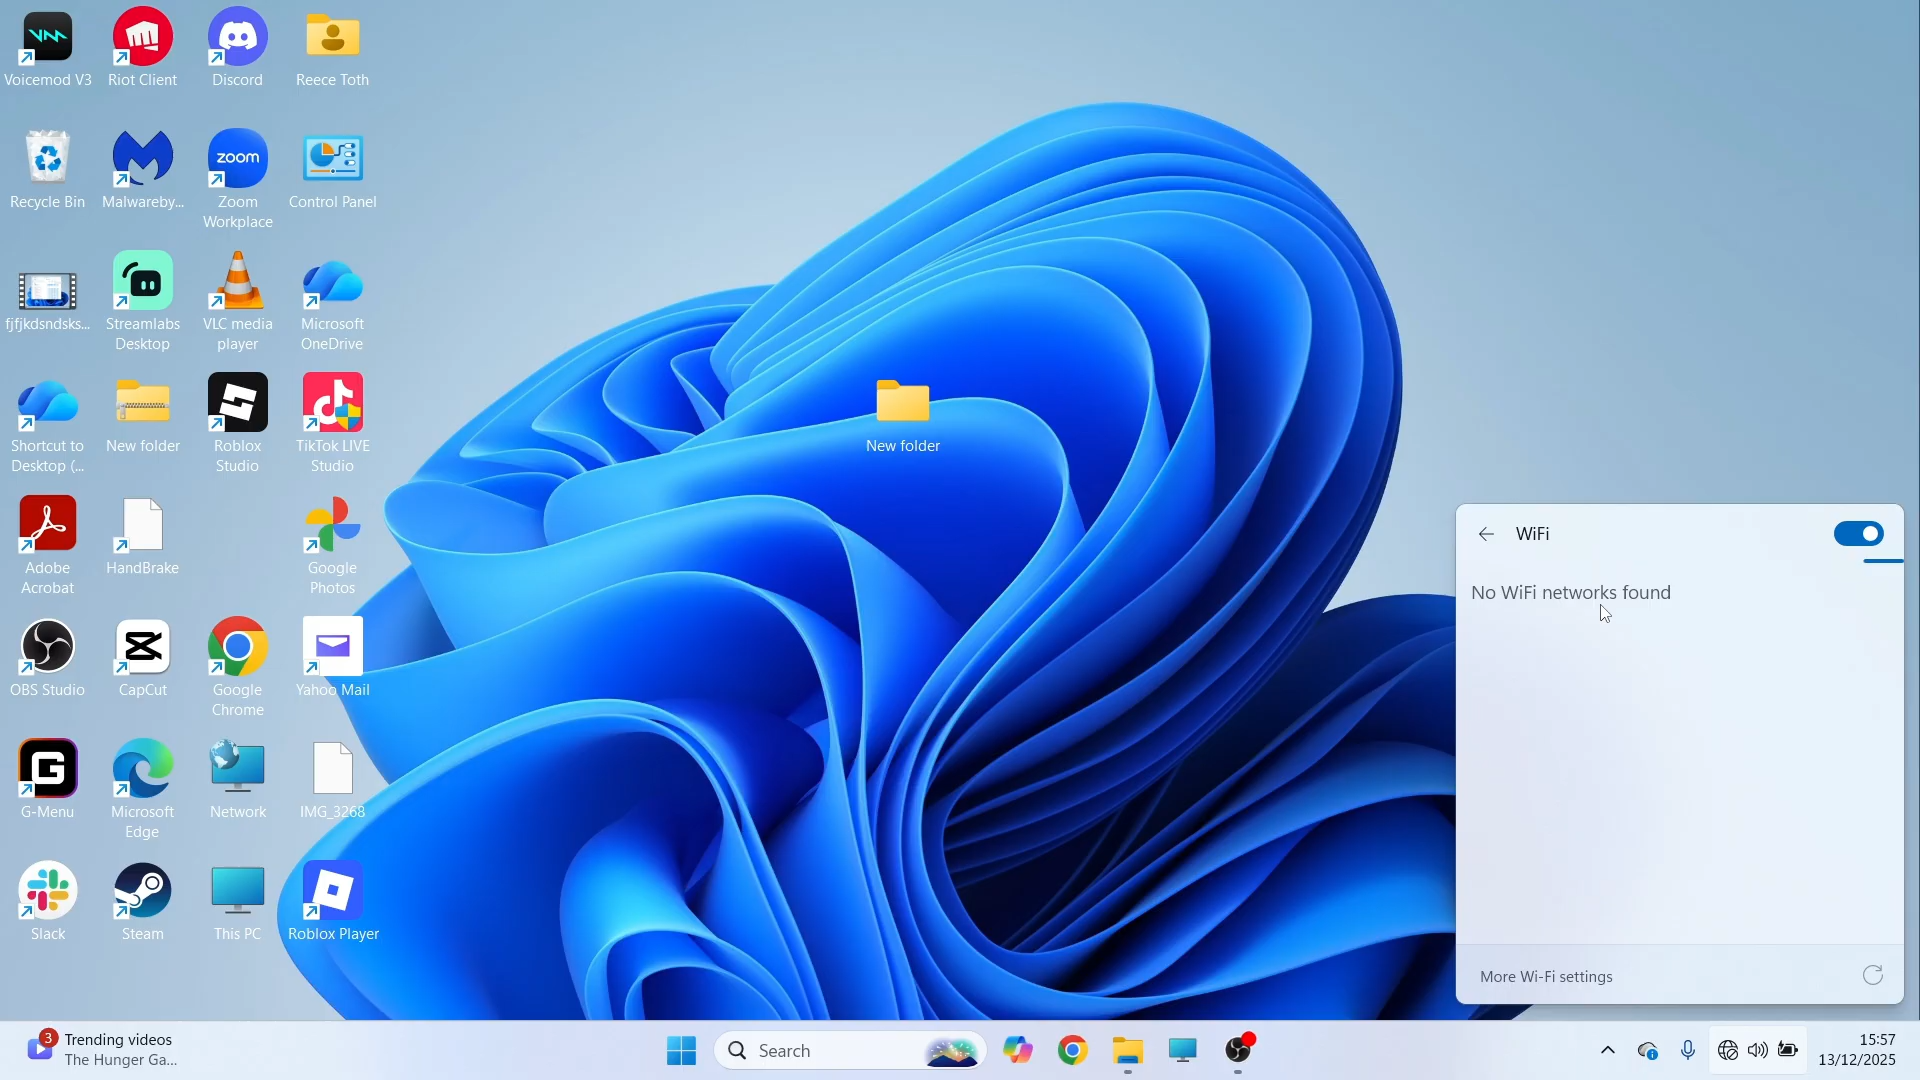 Voicemod V3
Riot Client
Discord
Reece Toth
zoom
Recycle Bin
Malwareby...
Zoom
Workplace
Control Panel
fjfjkdsndsks...
Streamlabs
Desktop
VLC media
player
Microsoft
OneDrive
Shortcut to
Desktop (...
New folder
Roblox
Studio
TikTok LIVE
Studio
New folder
Adobe
Acrobat
HandBrake
Google
Photos
OBS Studio
CapCut
Google
Chrome
Yahoo Mail
G-Menu
Microsoft
Edge
Network
IMG_3268
Slack
Steam
This PC
Roblox Player
WiFi
No WiFi networks found
More Wi-Fi settings
3
Trending videos
The Hunger Ga...
Search
15:57
13/12/2025